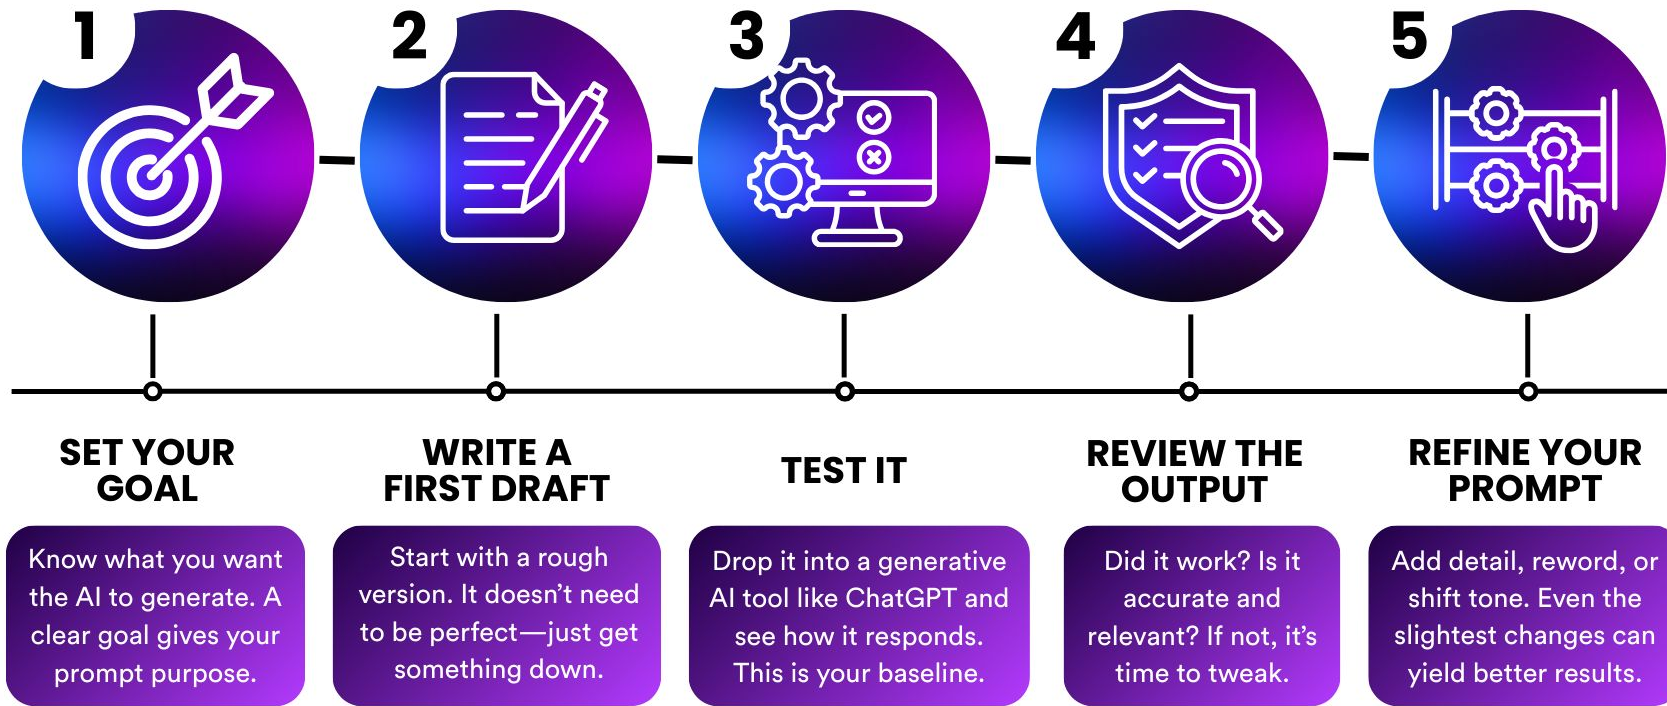 1
2
3
4
5
SET YOUR
GOAL
Know what you want
the AI to generate. A
clear goal gives your
prompt purpose.
WRITE A
FIRST DRAFT
Start with a rough
version. It doesn’t need
to be perfect—just get
something down.
TEST IT
Drop it into a generative
AI tool like ChatGPT and
see how it responds.
This is your baseline.
REVIEW THE
OUTPUT
Did it work? Is it
accurate and
relevant? If not, it’s
time to tweak.
REFINE YOUR
PROMPT
Add detail, reword, or
shift tone. Even the
slightest changes can
yield better results.